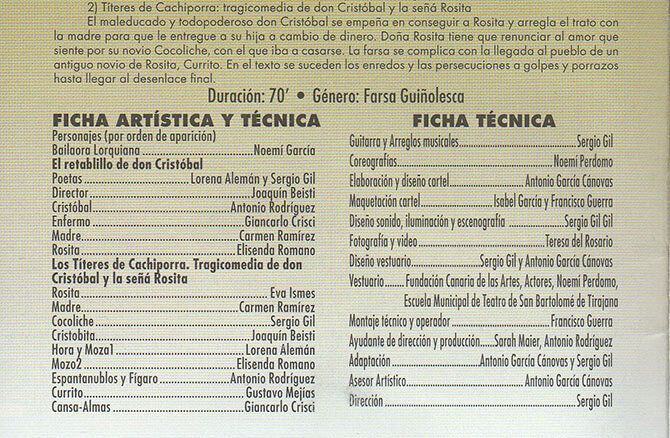 2) Títeres de Cachiporra: tragicomedia de don Cristóbal y la señá Rosita
El maleducado y todopoderoso don Cristóbal se empeña en conseguir a Rosita y arregla el trato con
la madre para que le entregue a su hija a cambio de dinero. Doña Rosita tiene que renunciar al amor que
siente por su novio Cocoliche, con el que iba a casarse. La farsa se complica con la llegada al pueblo de un
antiguo novio de Rosita, Currito. En el texto se suceden los enredos y las persecuciones a golpes y porrazos
hasta llegar al desenlace final.
Duración: 70’ • Género: Farsa Guiñolesca
FICHA ARTÍSTICA Y TÉCNICA
Personajes (por orden de aparición)
Bailaora Lorquiana Noemí García
El retablillo de don Cristóbal
Poetas Lorena Alemán y Sergio Gil
Director Joaquín Beisti
Cristóbal Antonio Rodríguez
Enfermo Giancarlo Crisci
Madre Carmen Ramírez
Rosita Elisenda Romano
Los Títeres de Cachiporra. Tragicomedia de don
Cristóbal y la señá Rosita
Rosita Eva Ismes
Madre Carmen Ramírez
Cocoliche Sergio Gil
Cristobita Joaquín Beisti
Hora y Moza1 Lorena Alemán
Mozo2 Elisenda Romano
Espantanublos y Fígaro Antonio Rodríguez
Currito Gustavo Mejías
Cansa-Almas Giancarlo Crisci
FICHA TÉCNICA
Guitarra y Arreglos musicales Sergio Gil
Coreografías Noemí Perdomo
Elaboración y diseño cartel Antonio García Cánovas
Maquetación cartel Isabel García y Francisco Guerra
Diseño sonido, iluminación y escenografía Sergio Gil Gil
Fotografía y video Teresa del Rosario
Diseño vestuario Sergio Gil y Antonio García Cánovas
Vestuario Fundación Canaria de las Artes, Actores, Noemí Perdomo,
Escuela Municipal de Teatro de San Bartolomé de Tirajana
Montaje técnico y operador Francisco Guerra
Ayudante de dirección y producción Sarah Maier, Antonio Rodríguez
Adaptación Antonio García Cánovas y Sergio Gil
Asesor Artístico Antonio García Cánovas
Dirección Sergio Gil